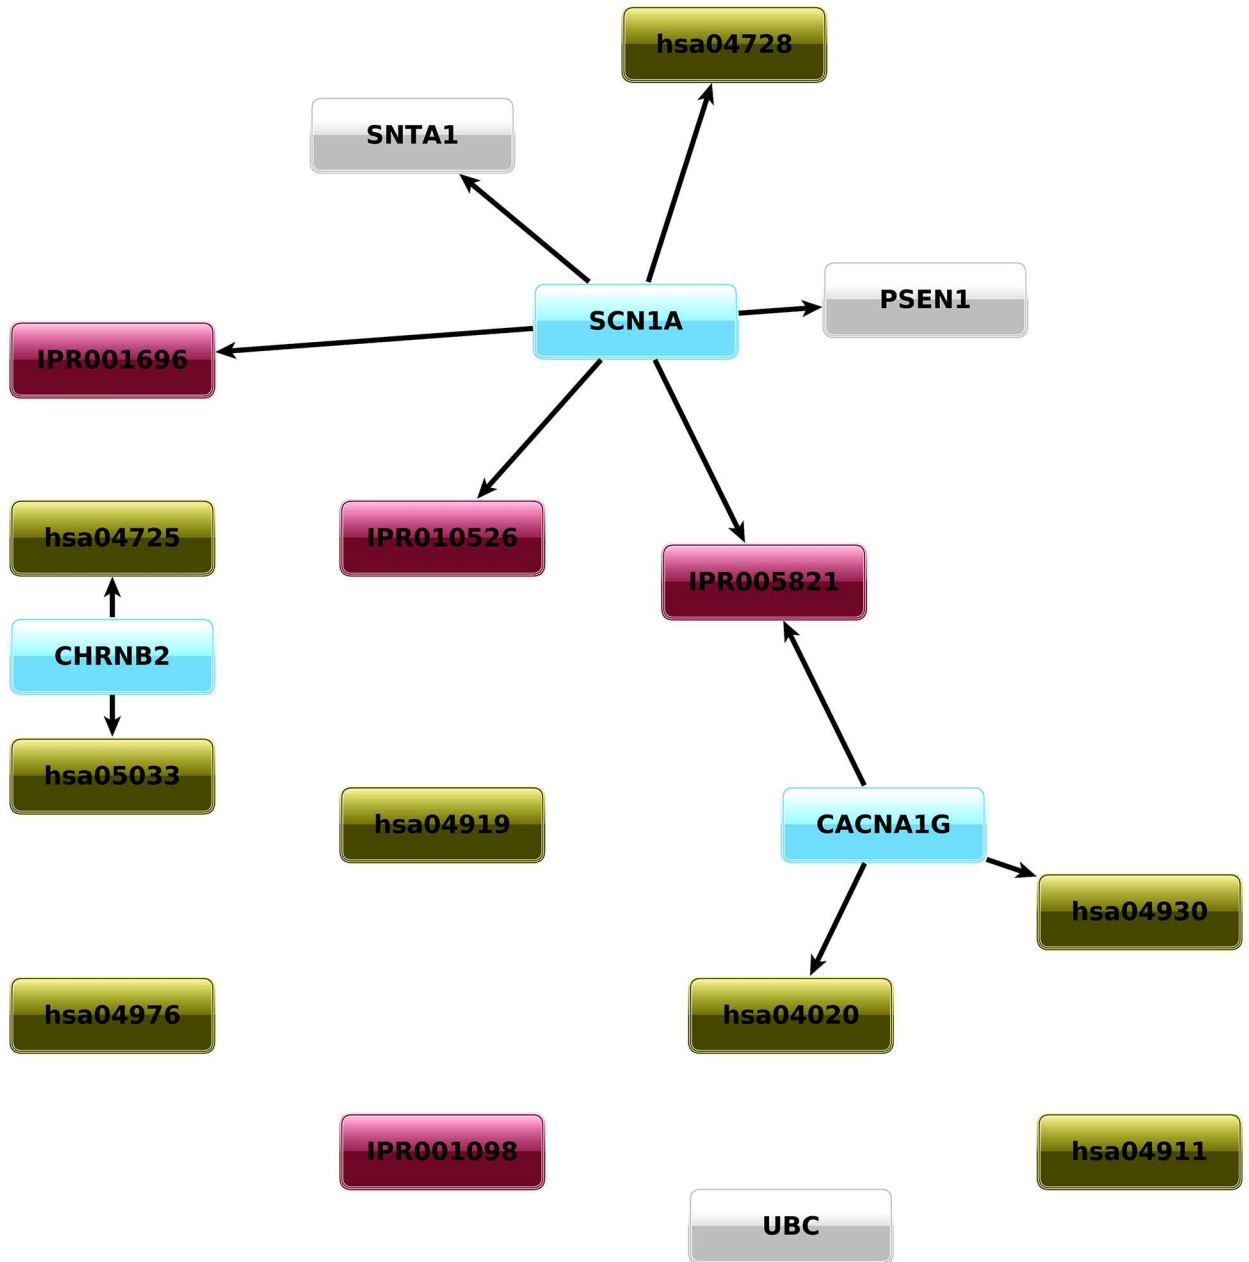 hsa04728
SNTA1
PSEN1
SCN1A
IPR001696
hsa04725
IPR010526
IPR005821
CHRNB2
hsa05033
hsa04919
CACNA1G
hsa04930
hsa04976
hsa04020
IPR001098
hsa04911
UBC